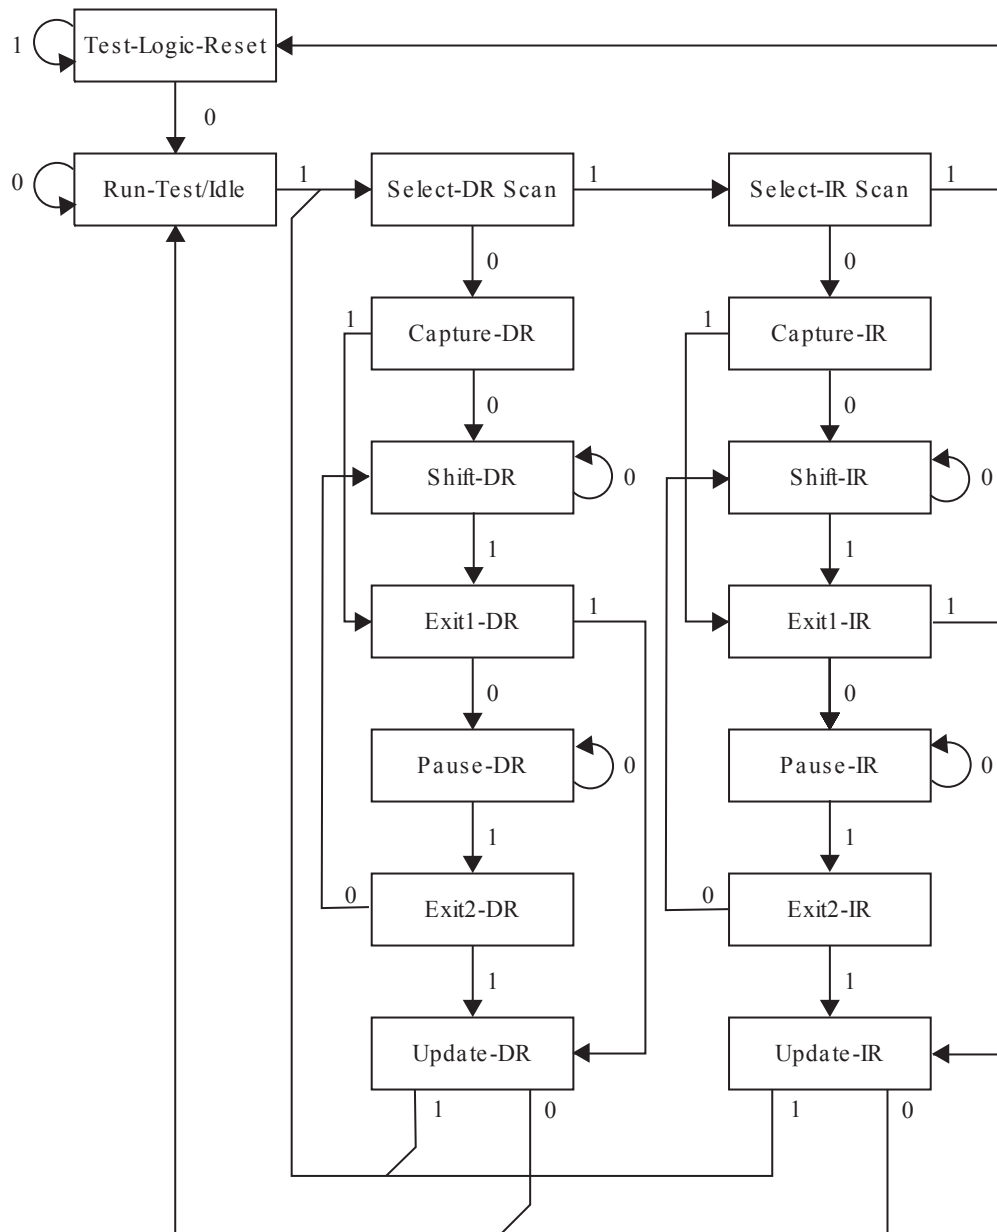 1 Test-Logic-Reset
0
0 Run-Test/Idle 1 Select-DR Scan 1 Select-IR Scan 1
0 0
1 Capture-DR 1 Capture-IR
0 0
Shift-DR 0 Shift-IR 0
1 1
Exit1-DR 1 Exit1-IR 1
0 0
Pause-DR 0 Pause-IR 0
1 1
0 Exit2-DR 0 Exit2-IR
1 1
Update-DR Update-IR
1 0 1 0